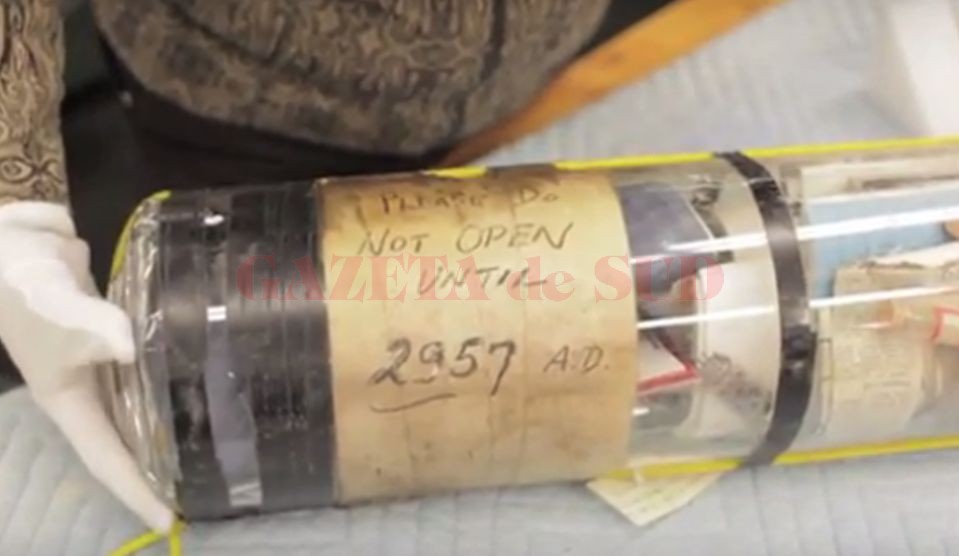 PLEASE DO
NOT OPEN
UNTIL
GAZETA de SUD
2957 A.D.